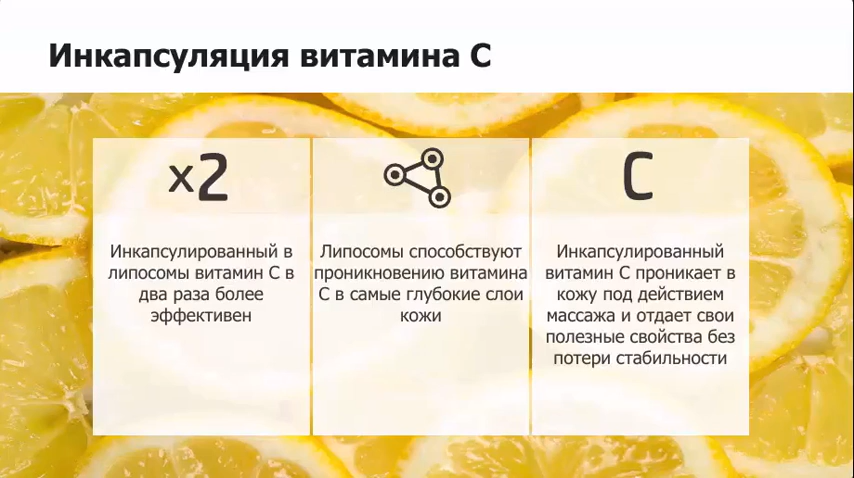 Инкапсуляция витамина С
x2
Инкапсулированный в
липосомы витамин С в
два раза более
эффективен
Липосомы способствуют
проникновению витамина
С в самые глубокие слои
кожи
C
Инкапсулированный
витамин С проникает в
кожу под действием
массажа и отдает свои
полезные свойства без
потери стабильности